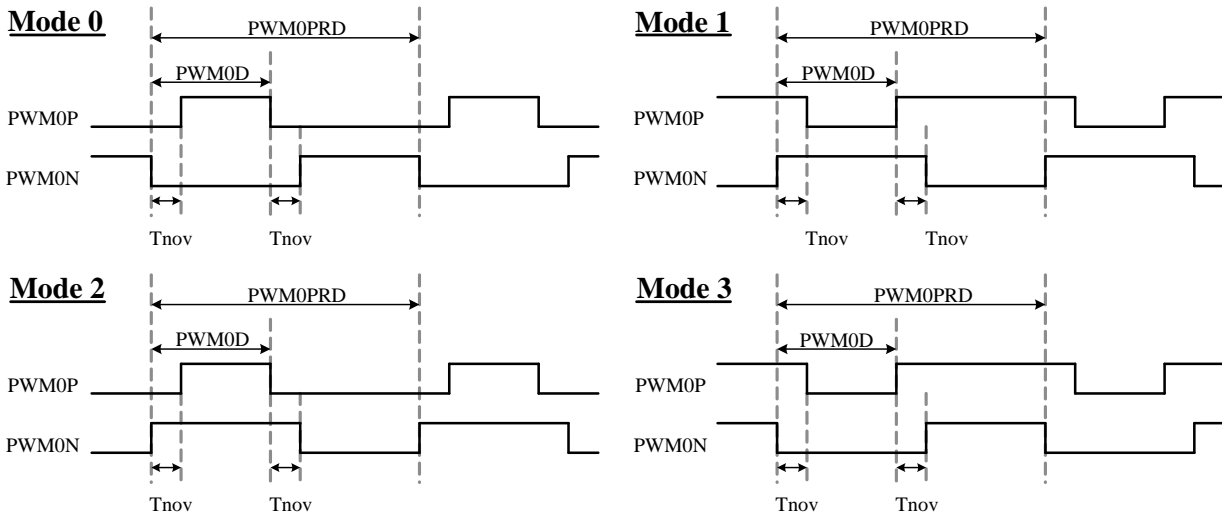 Mode 0
PWM0PRD
PWM0D
PWM0P
PWM0N
Tnov
Tnov
Mode 1
PWM0PRD
PWM0D
PWM0P
PWM0N
Tnov
Tnov
Mode 2
PWM0PRD
PWM0D
PWM0P
PWM0N
Tnov
Tnov
Mode 3
PWM0PRD
PWM0D
PWM0P
PWM0N
Tnov
Tnov